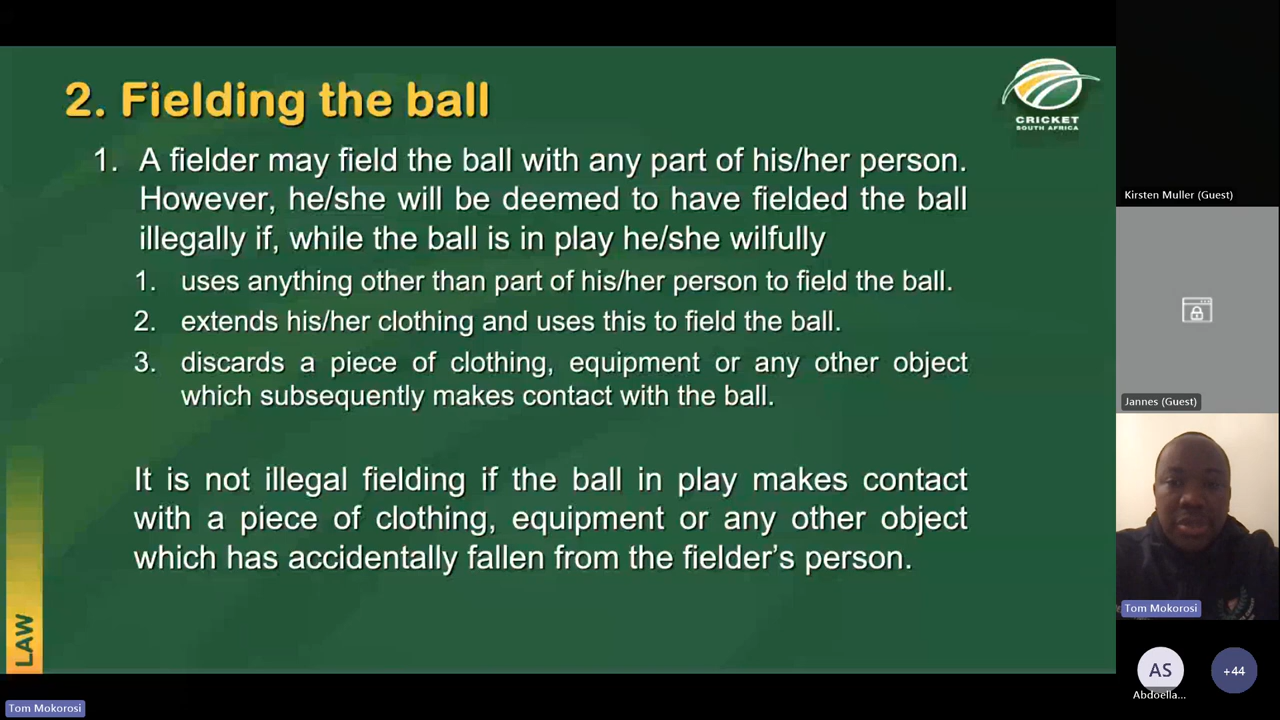 2. Fielding the ball
CRICKET
SOUTH AFRICA
1. A fielder may field the ball with any part of his/her person.
However, he/she will be deemed to have fielded the ball
illegally if, while the ball is in play he/she wilfully
1. uses anything other than part of his/her person to field the ball.
2. extends his/her clothing and uses this to field the ball.
3. discards a piece of clothing, equipment or any other object
which subsequently makes contact with the ball.
It is not illegal fielding if the ball in play makes contact
with a piece of clothing, equipment or any other object
which has accidentally fallen from the fielder's person.
LAW
Tom Mokorosi
Kirsten Muller (Guest)
Jannes (Guest)
Tom Mokorosi
AS
+44
Abdoella...